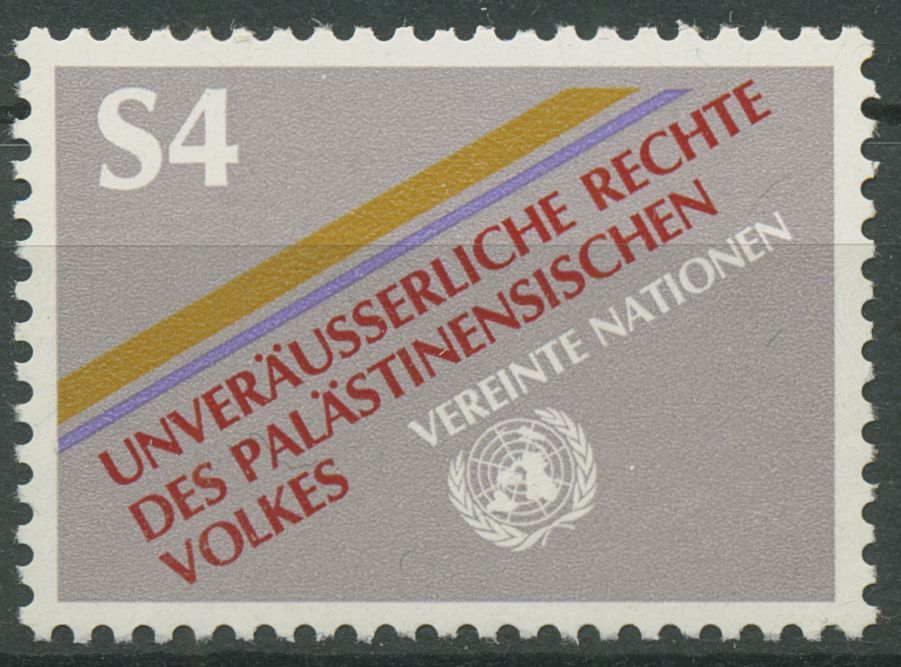 S4
UNVERÄUSSERLICHE RECHTE
DES PALÄSTINENSISCHEN
VOLKES
VEREINTE NATIONEN